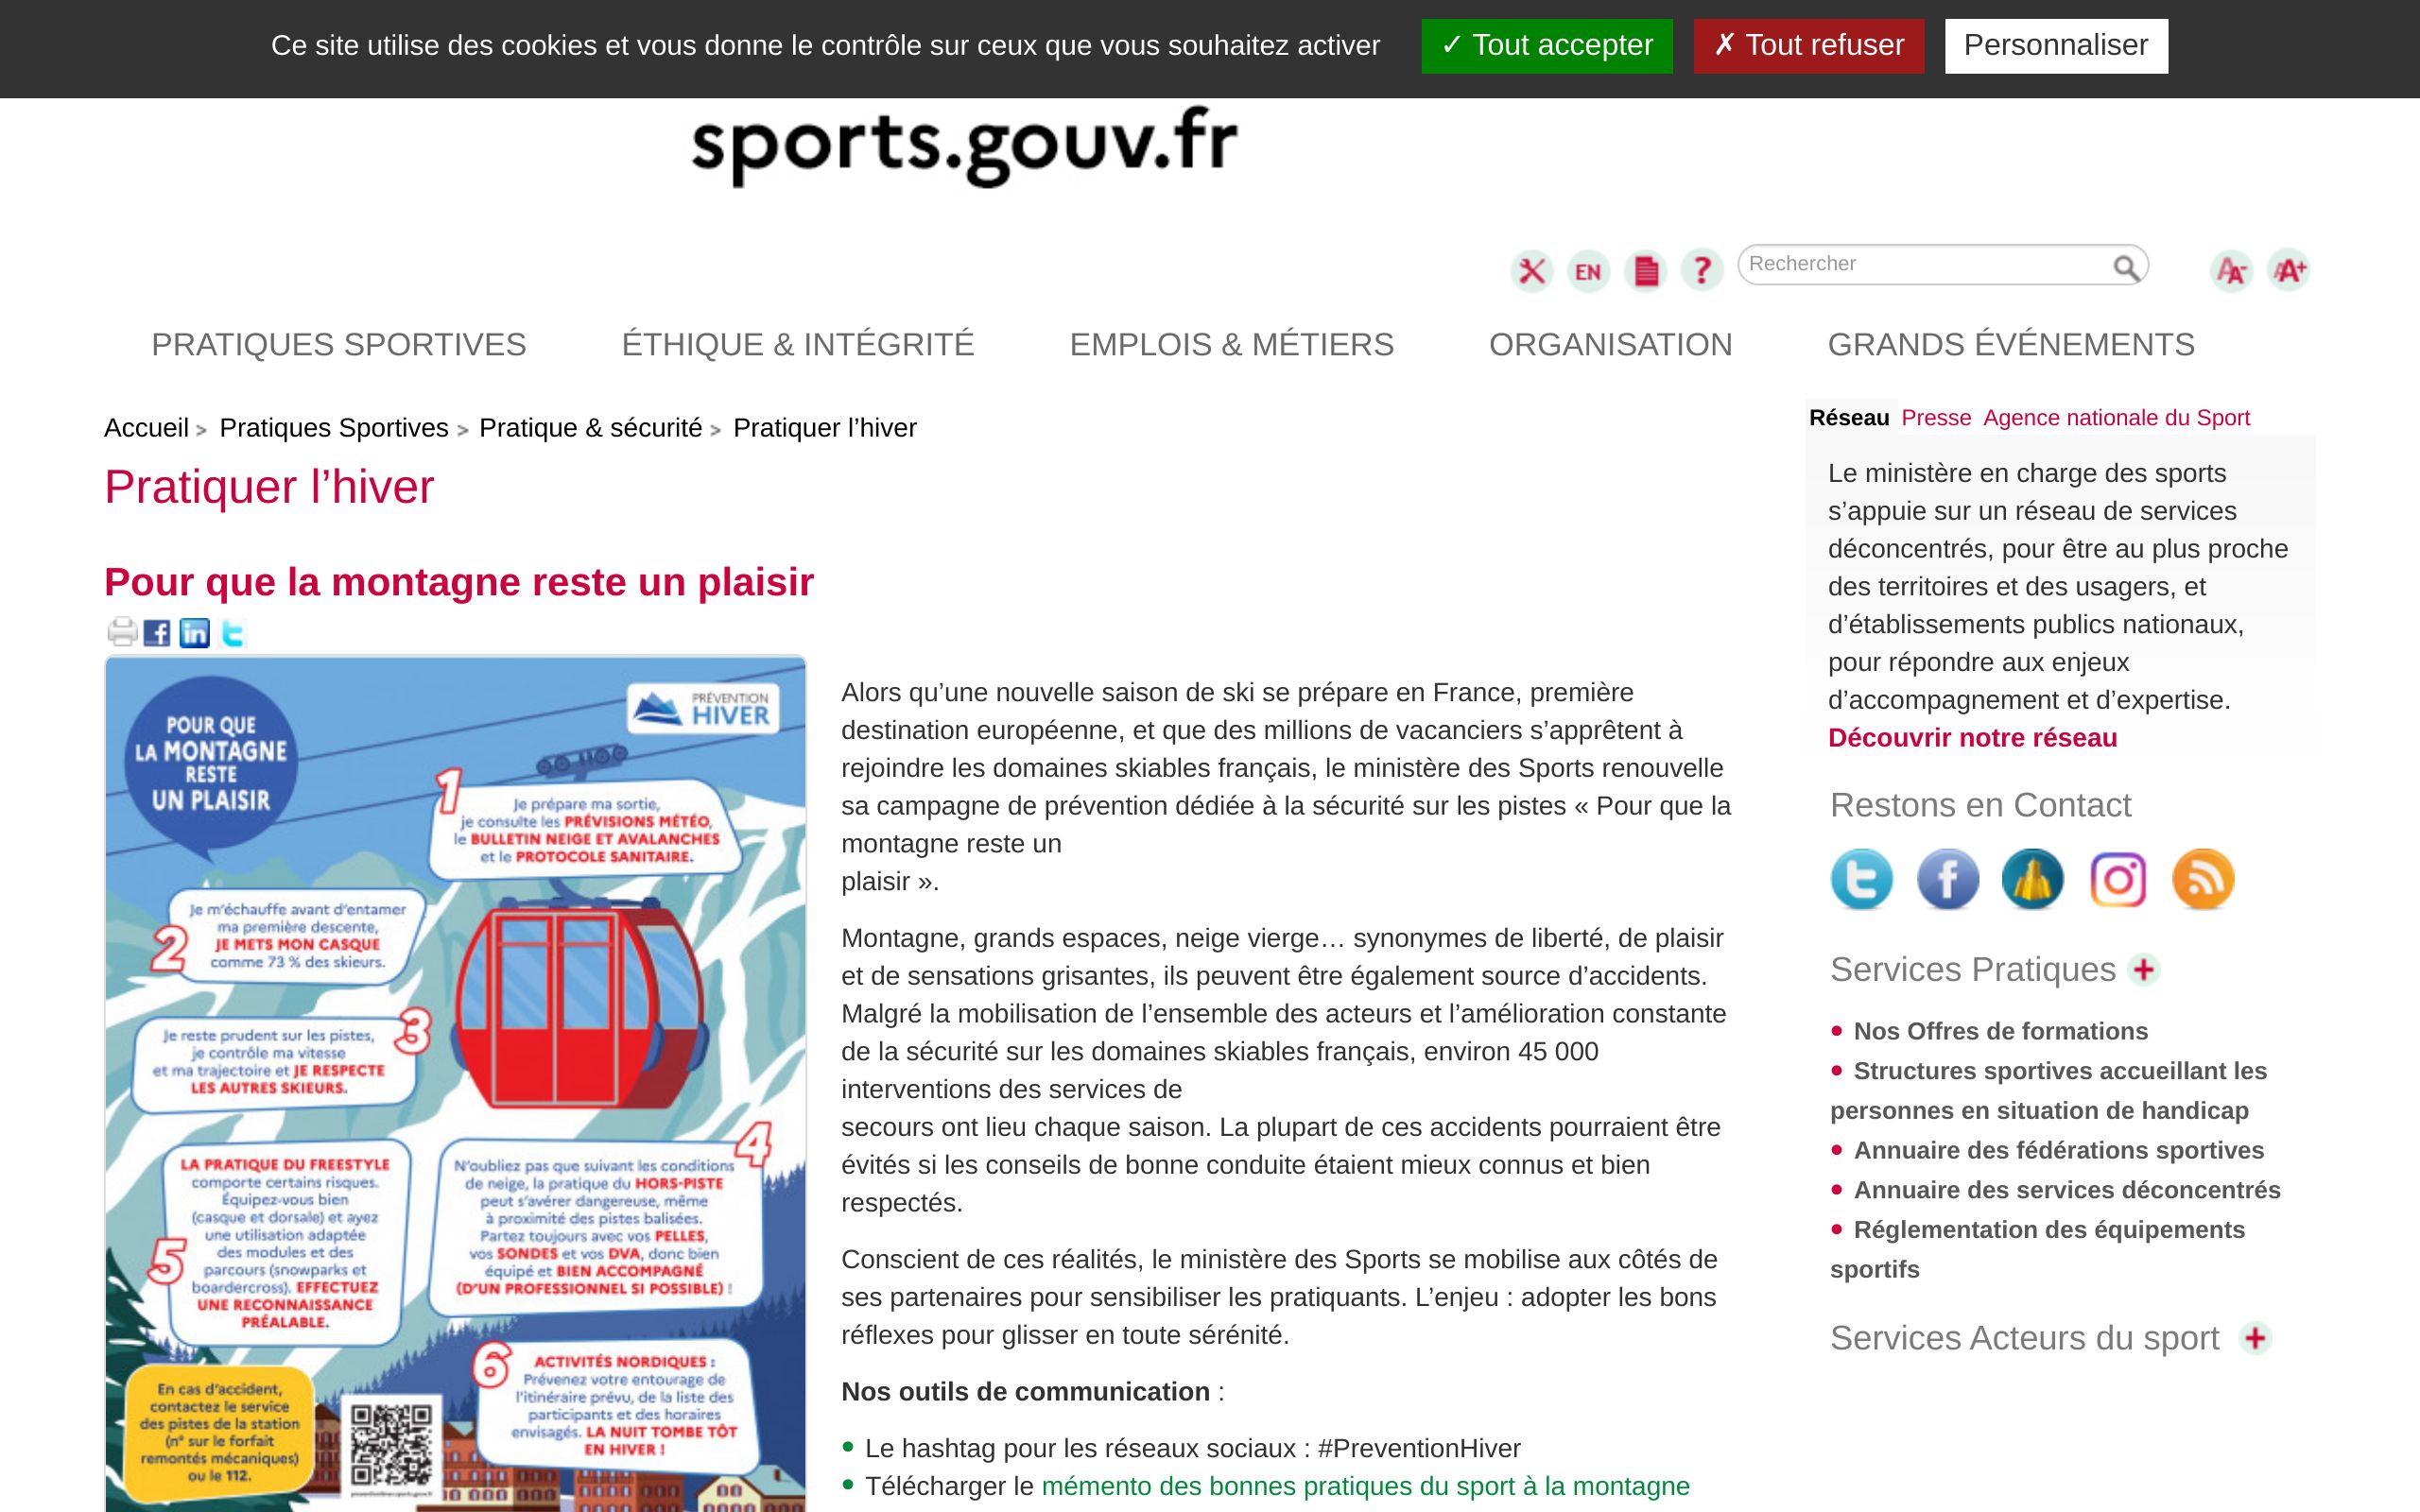 Ce site utilise des cookies et vous donne le contrôle sur ceux que vous souhaitez activer
✓ Tout accepter
✗ Tout refuser
Personnaliser
sports.gouv.fr
EN
?
Rechercher
A-
A+
PRATIQUES SPORTIVES
ÉTHIQUE & INTÉGRITÉ
EMPLOIS & MÉTIERS
ORGANISATION
GRANDS ÉVÉNEMENTS
Accueil > Pratiques Sportives > Pratique & sécurité > Pratiquer l’hiver
Pratiquer l’hiver
Pour que la montagne reste un plaisir
POUR QUE
LA MONTAGNE
RESTE
UN PLAISIR
PRÉVENTION
HIVER
1
Je prépare ma sortie,
je consulte les PRÉVISIONS MÉTÉO,
le BULLETIN NEIGE ET AVALANCHES
et le PROTOCOLE SANITAIRE.
2
Je m’échauffe avant d’entamer
ma première descente,
JE METS MON CASQUE
comme 73 % des skieurs.
3
Je reste prudent sur les pistes,
je contrôle ma vitesse
et ma trajectoire et JE RESPECTE
LES AUTRES SKIEURS.
4
N’oubliez pas que suivant les conditions
de neige, la pratique du HORS-PISTE
peut s’avérer dangereuse, même
à proximité des pistes balisées.
Partez toujours avec vos PELLES,
vos SONDES et vos DVA, donc bien
équipé et BIEN ACCOMPAGNÉ
(D’UN PROFESSIONNEL SI POSSIBLE) !
5
LA PRATIQUE DU FREESTYLE
comporte certains risques.
Équipez-vous bien
(casque et dorsale) et ayez
une utilisation adaptée
des modules et des
parcours (snowparks et
boardercross). EFFECTUEZ
UNE RECONNAISSANCE
PRÉALABLE.
6
ACTIVITÉS NORDIQUES :
Prévenez votre entourage de
l’itinéraire prévu, de la liste des
participants et des horaires
envisagés. LA NUIT TOMBE TÔT
EN HIVER !
En cas d’accident,
contactez le service
des pistes de la station
(n° sur le forfait
remontés mécaniques)
ou le 112.
Alors qu’une nouvelle saison de ski se prépare en France, première
destination européenne, et que des millions de vacanciers s’apprêtent à
rejoindre les domaines skiables français, le ministère des Sports renouvelle
sa campagne de prévention dédiée à la sécurité sur les pistes « Pour que la
montagne reste un
plaisir ».
Montagne, grands espaces, neige vierge… synonymes de liberté, de plaisir
et de sensations grisantes, ils peuvent être également source d’accidents.
Malgré la mobilisation de l’ensemble des acteurs et l’amélioration constante
de la sécurité sur les domaines skiables français, environ 45 000
interventions des services de
secours ont lieu chaque saison. La plupart de ces accidents pourraient être
évités si les conseils de bonne conduite étaient mieux connus et bien
respectés.
Conscient de ces réalités, le ministère des Sports se mobilise aux côtés de
ses partenaires pour sensibiliser les pratiquants. L’enjeu : adopter les bons
réflexes pour glisser en toute sérénité.
Nos outils de communication :
• Le hashtag pour les réseaux sociaux : #PreventionHiver
• Télécharger le mémento des bonnes pratiques du sport à la montagne
Réseau Presse Agence nationale du Sport
Le ministère en charge des sports
s’appuie sur un réseau de services
déconcentrés, pour être au plus proche
des territoires et des usagers, et
d’établissements publics nationaux,
pour répondre aux enjeux
d’accompagnement et d’expertise.
Découvrir notre réseau
Restons en Contact
Services Pratiques +
• Nos Offres de formations
• Structures sportives accueillant les
personnes en situation de handicap
• Annuaire des fédérations sportives
• Annuaire des services déconcentrés
• Réglementation des équipements
sportifs
Services Acteurs du sport +